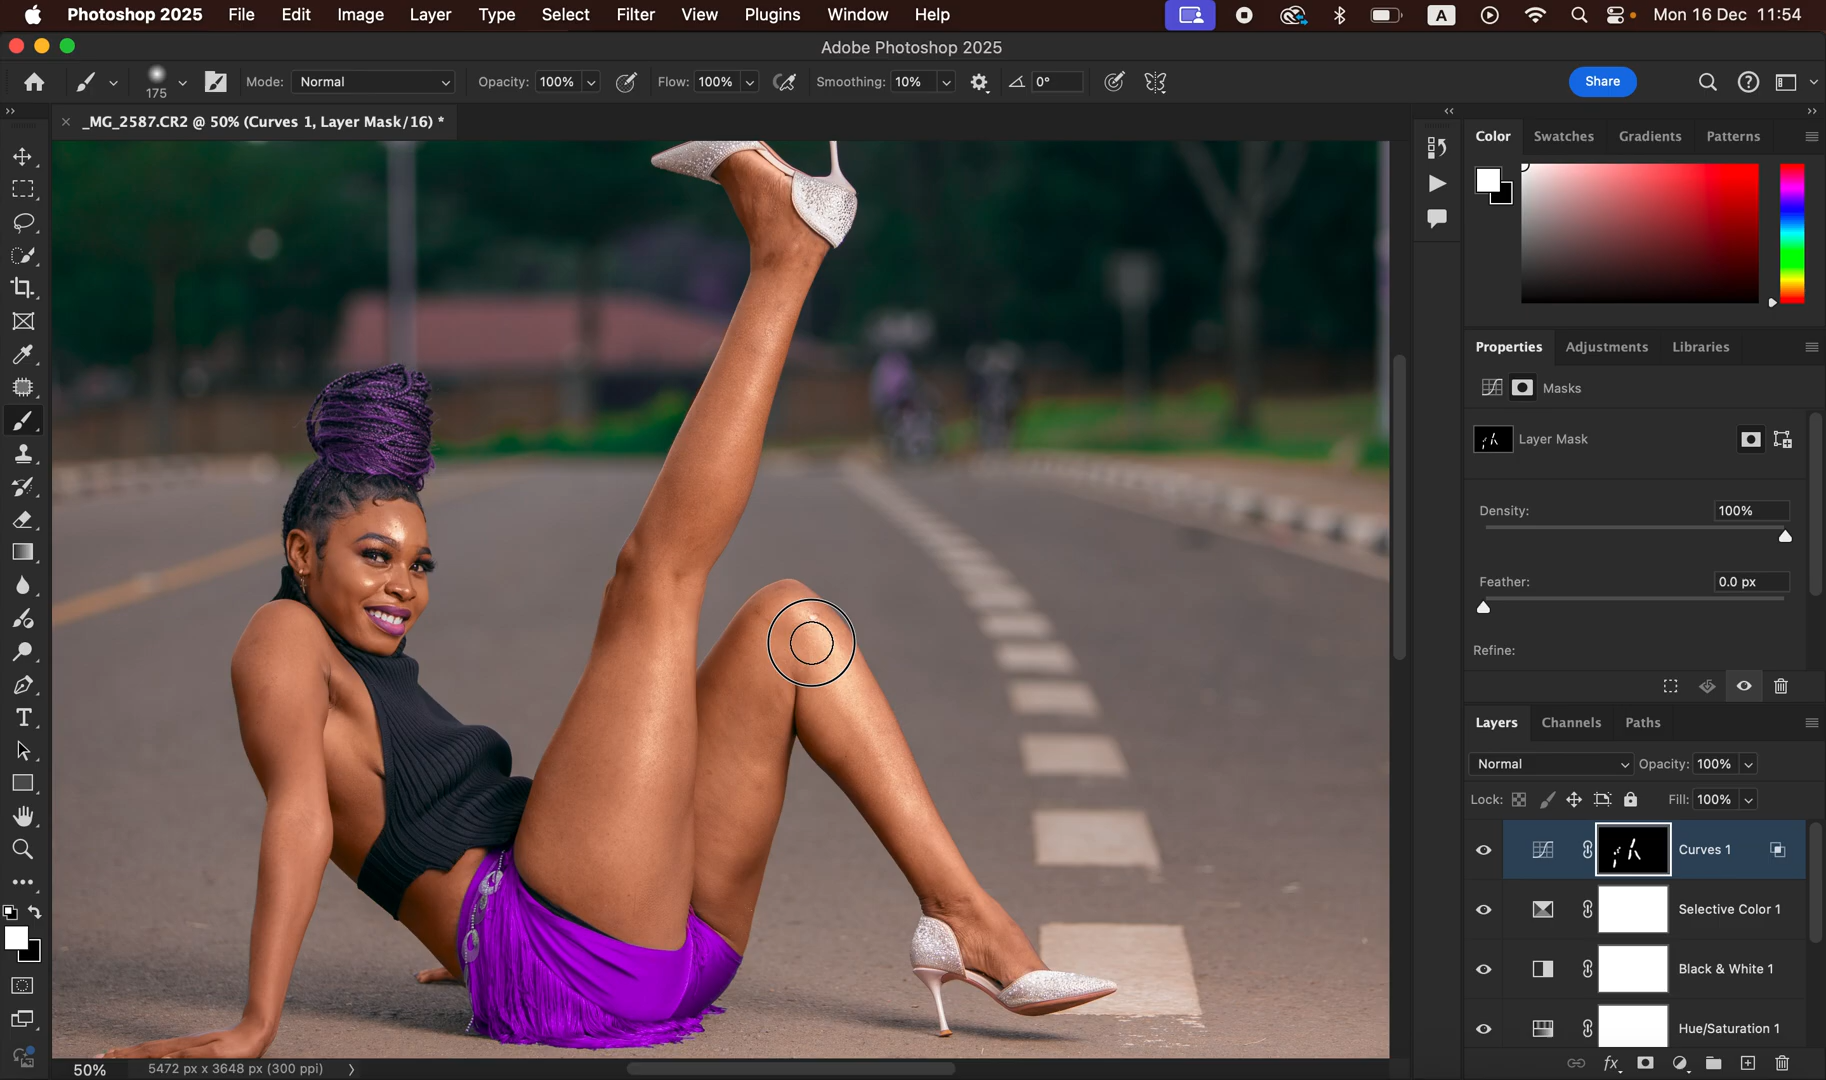 Photoshop 2025 File Edit Image Layer Type Select Filter View Plugins Window Help A Mon 16 Dec 11:54
Adobe Photoshop 2025
175 Mode: Normal Opacity: 100% Flow: 100% Smoothing: 10% 0° Share
_MG_2587.CR2 @ 50% (Curves 1, Layer Mask/16) *
Color Swatches Gradients Patterns
Properties Adjustments Libraries
Masks
Layer Mask
Density: 100%
Feather: 0.0 px
Refine:
Layers Channels Paths
Normal Opacity: 100%
Lock: Fill: 100%
Curves 1
Selective Color 1
Black & White 1
Hue/Saturation 1
50% 5472 px x 3648 px (300 ppi)